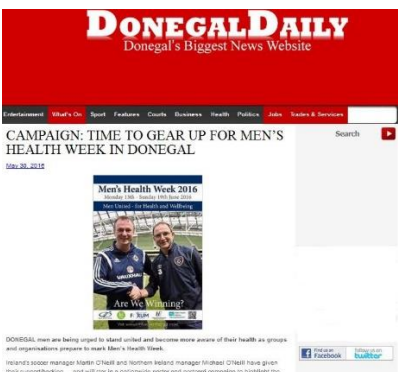 DONEGALDAILY
Donegal's Biggest News Website
Entertainment What's On Sport Features Courts Business Health Politics Jobs Trades & Services
CAMPAIGN: TIME TO GEAR UP FOR MEN'S
HEALTH WEEK IN DONEGAL
May 30, 2016
Search
Men's Health Week 2016
Monday 13th - Sunday 19th June 2016
Men United - for Health and Wellbeing
Are We Winning?
DONEGAL men are being urged to stand united and become more aware of their health as groups
and organisations prepare to mark Men's Health Week.
Ireland's soccer manager Martin O'Neill and Northern Ireland manager Michael O'Neill have given
Find us on
Facebook
follow us on
twitter